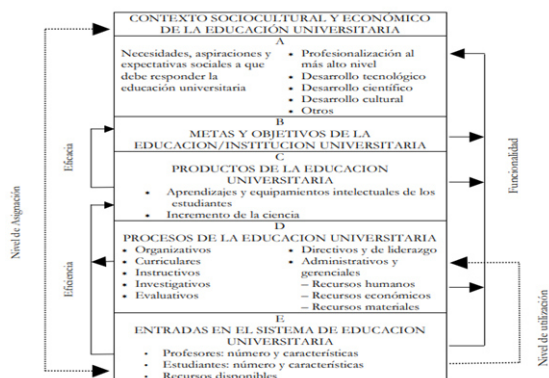 CONTEXTO SOCIOCULTURAL Y ECONÓMICO
DE LA EDUCACIÓN UNIVERSITARIA
A
Necesidades, aspiraciones y
expectativas sociales a que
debe responder la
educación universitaria
• Profesionalización al
más alto nivel
• Desarrollo tecnológico
• Desarrollo científico
• Desarrollo cultural
• Otros
B
METAS Y OBJETIVOS DE LA
EDUCACION/INSTITUCION UNIVERSITARIA
C
PRODUCTOS DE LA EDUCACION
UNIVERSITARIA
• Aprendizajes y equipamientos intelectuales de los
estudiantes
• Incremento de la ciencia
D
PROCESOS DE LA EDUCACION UNIVERSITARIA
• Organizativos
• Curriculares
• Instructivos
• Investigativos
• Evaluativos
• Directivos y de liderazgo
• Administrativos y
gerenciales
– Recursos humanos
– Recursos económicos
– Recursos materiales
E
ENTRADAS EN EL SISTEMA DE EDUCACION
UNIVERSITARIA
• Profesores: número y características
• Estudiantes: número y características
• Recursos disponibles
Nivel de Asignación
Eficacia
Eficiencia
Funcionalidad
Nivel de utilización